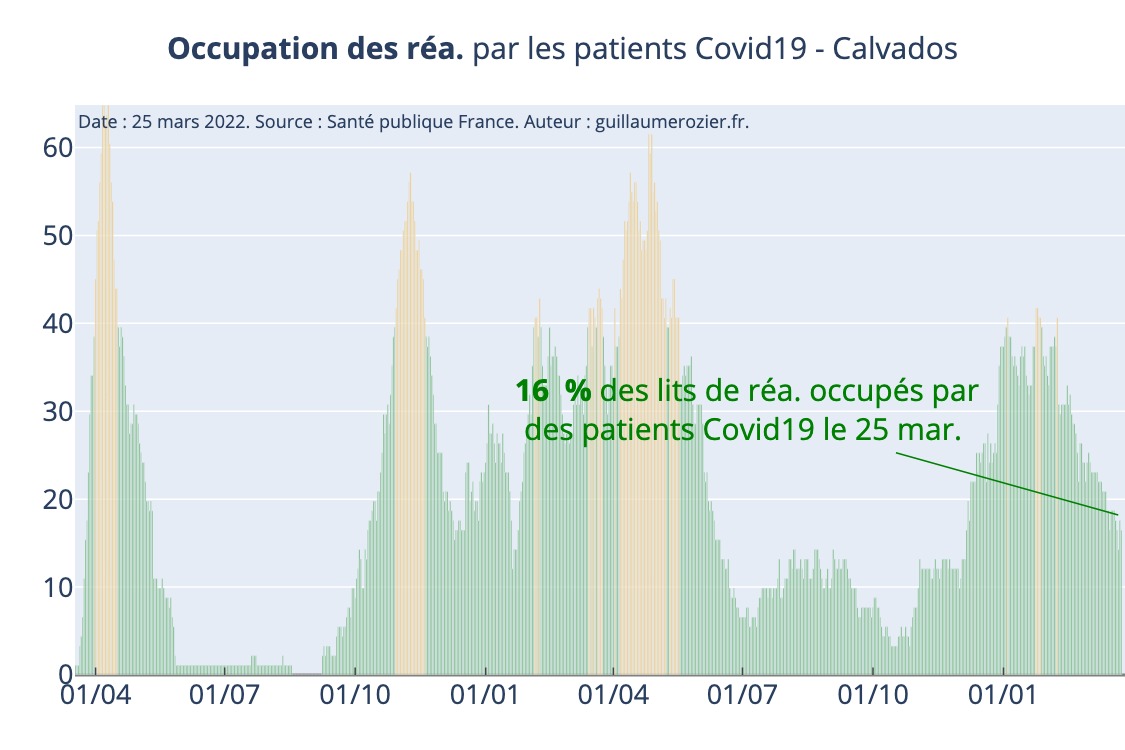 Occupation des réa. par les patients Covid19 - Calvados
Date : 25 mars 2022. Source : Santé publique France. Auteur : guillaumerozier.fr.
60
50
40
30
20
10
0
16 % des lits de réa. occupés par
des patients Covid19 le 25 mar.
01/04 01/07 01/10 01/01 01/04 01/07 01/10 01/01